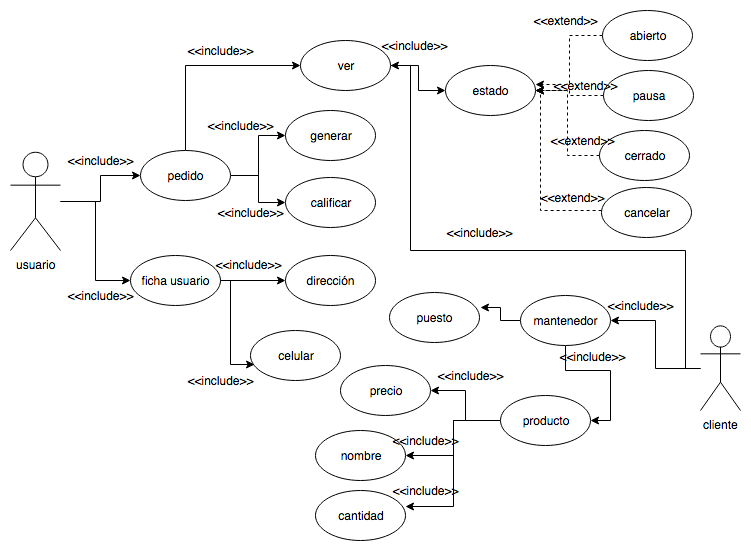 <<extend>>
abierto
<<include>>
<<include>>
ver
estado
<<extend>>
pausa
<<include>>
generar
<<extend>>
cerrado
<<include>>
pedido
calificar
<<include>>
<<extend>>
cancelar
<<include>>
usuario
<<include>>
ficha usuario
dirección
<<include>>
puesto
mantenedor
<<include>>
<<include>>
celular
<<include>>
precio
<<include>>
producto
cliente
<<include>>
nombre
<<include>>
cantidad